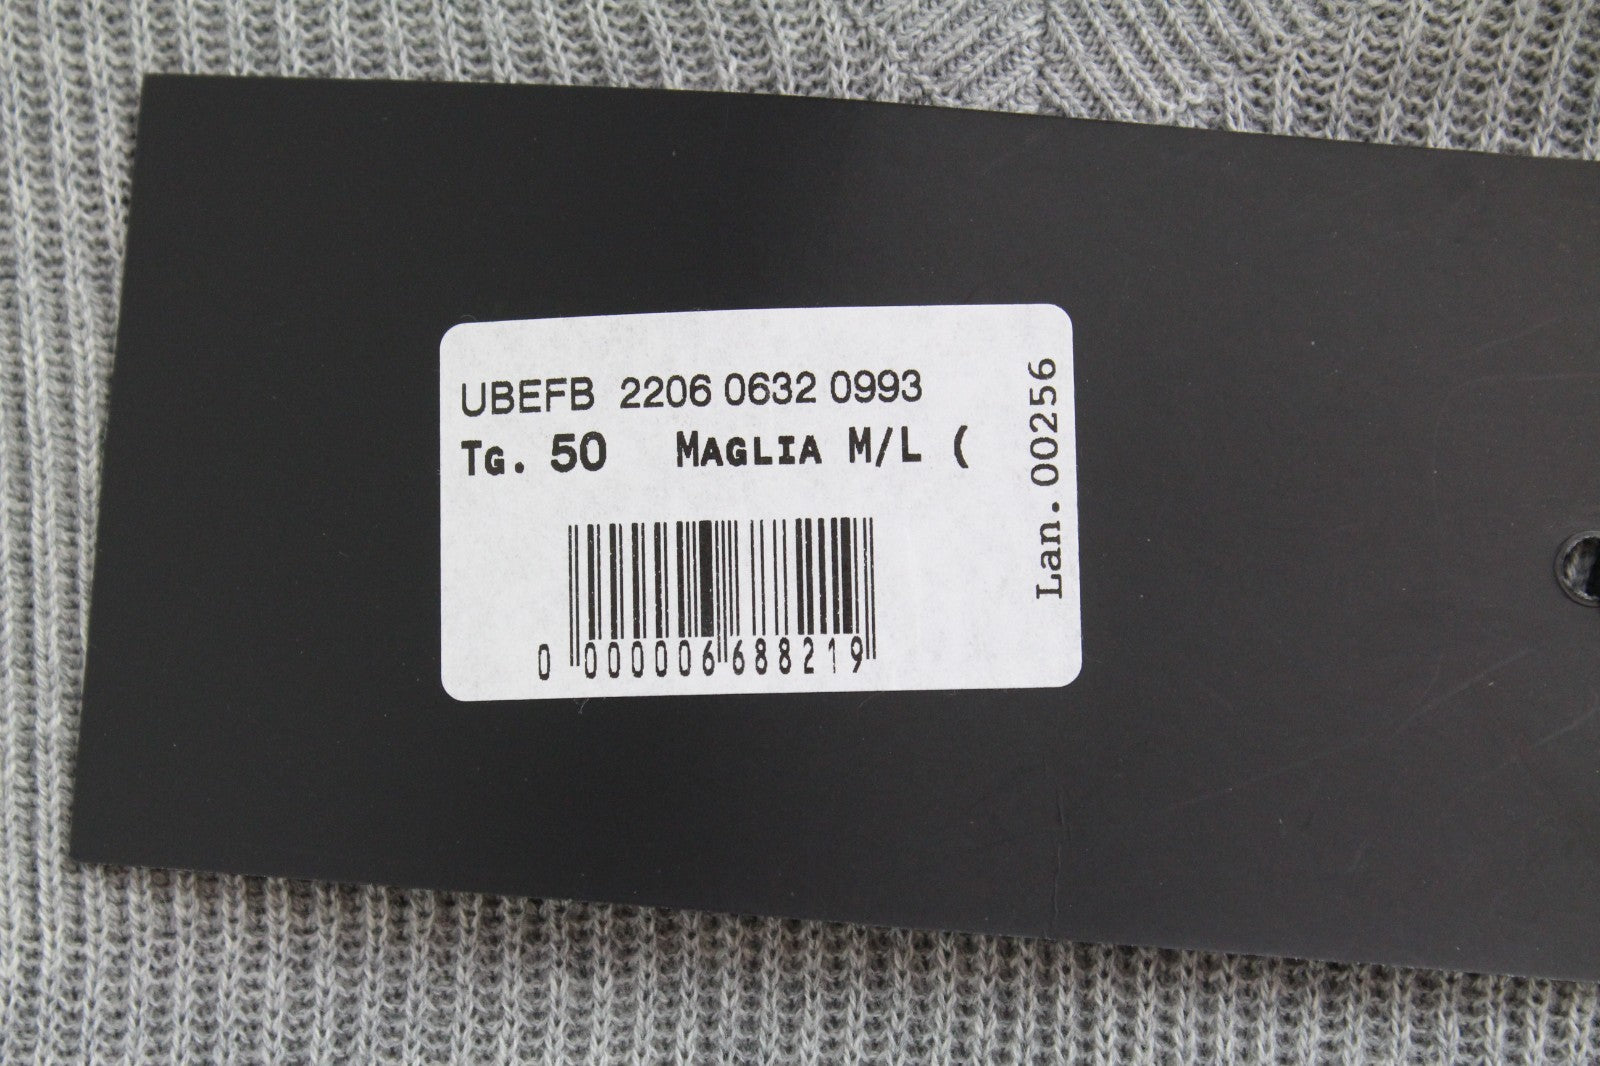 UBEFB 2206 0632 0993
TG. 50 MAGLIA M/L (
0 000006 688219
Lan. 00256